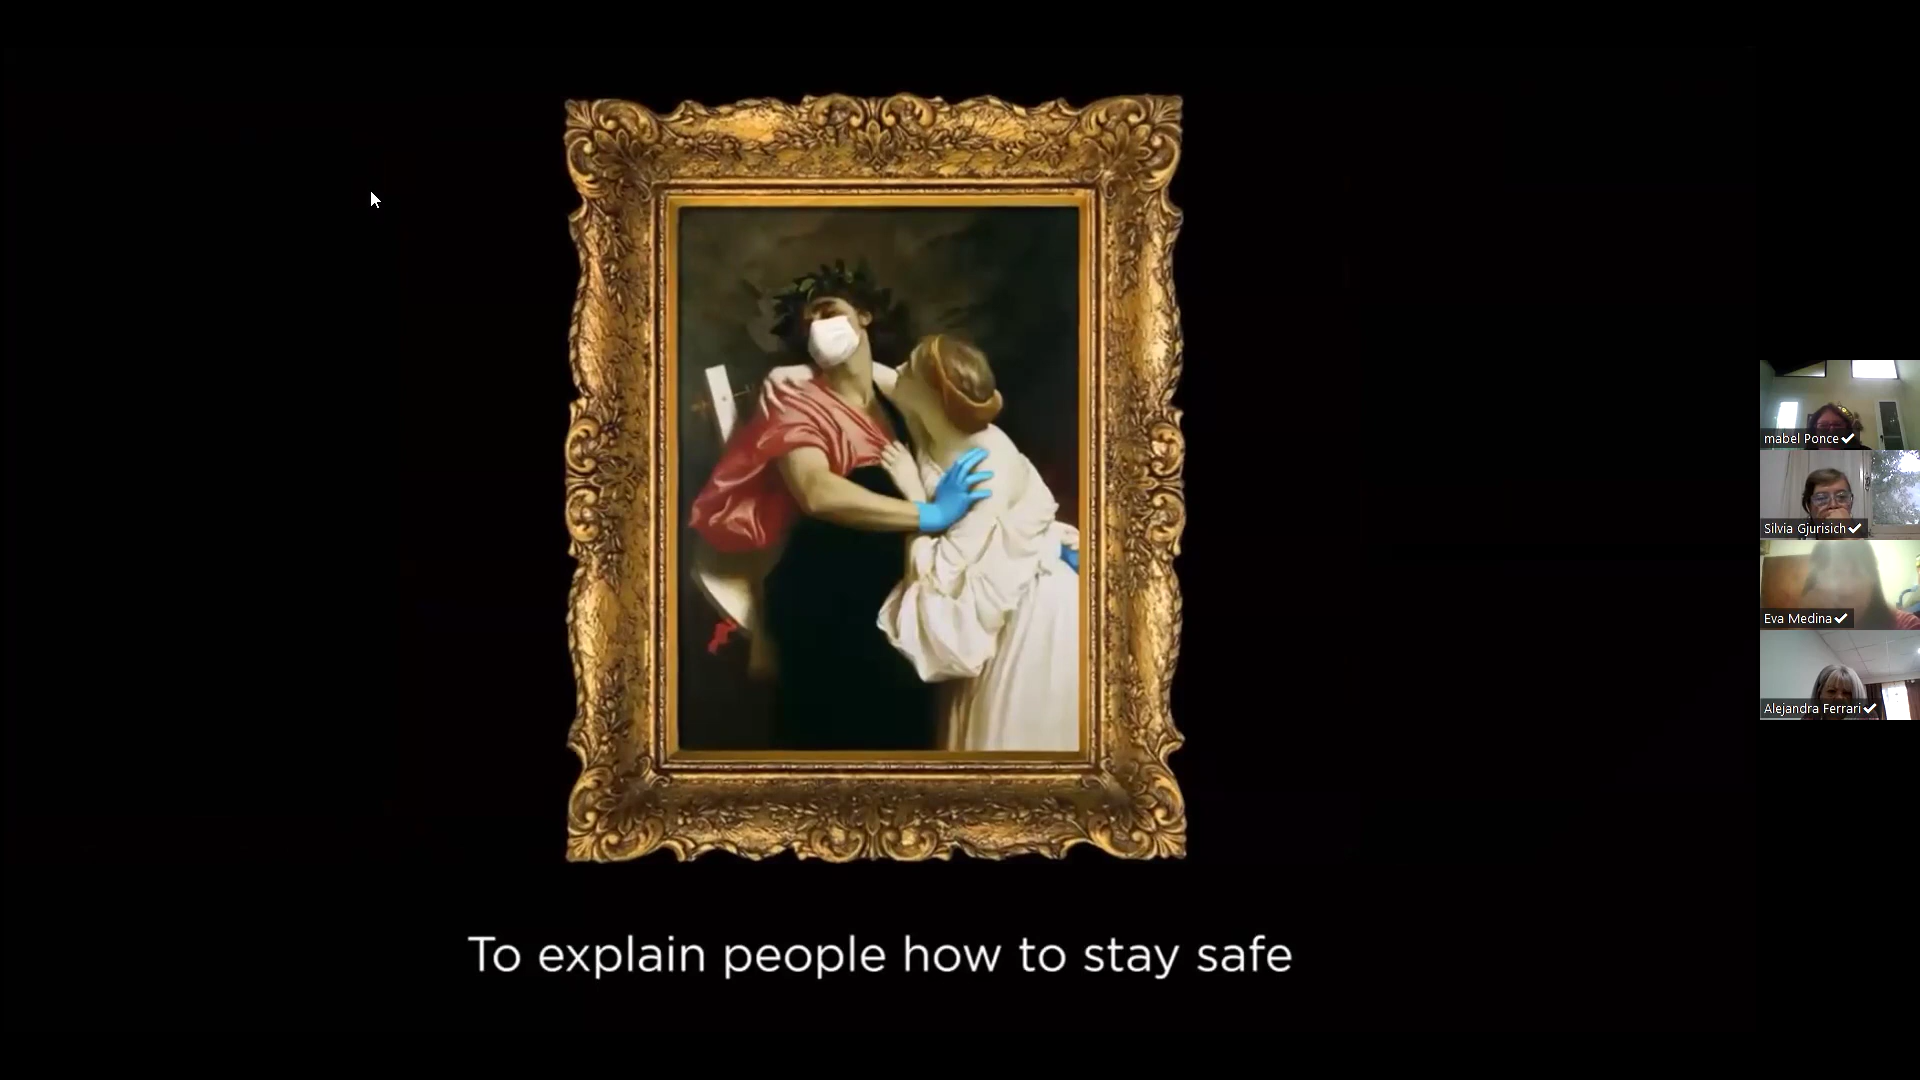 To explain people how to stay safe
mabel Ponce
Silvia Gjurisich
Eva Medina
Alejandra Ferrari